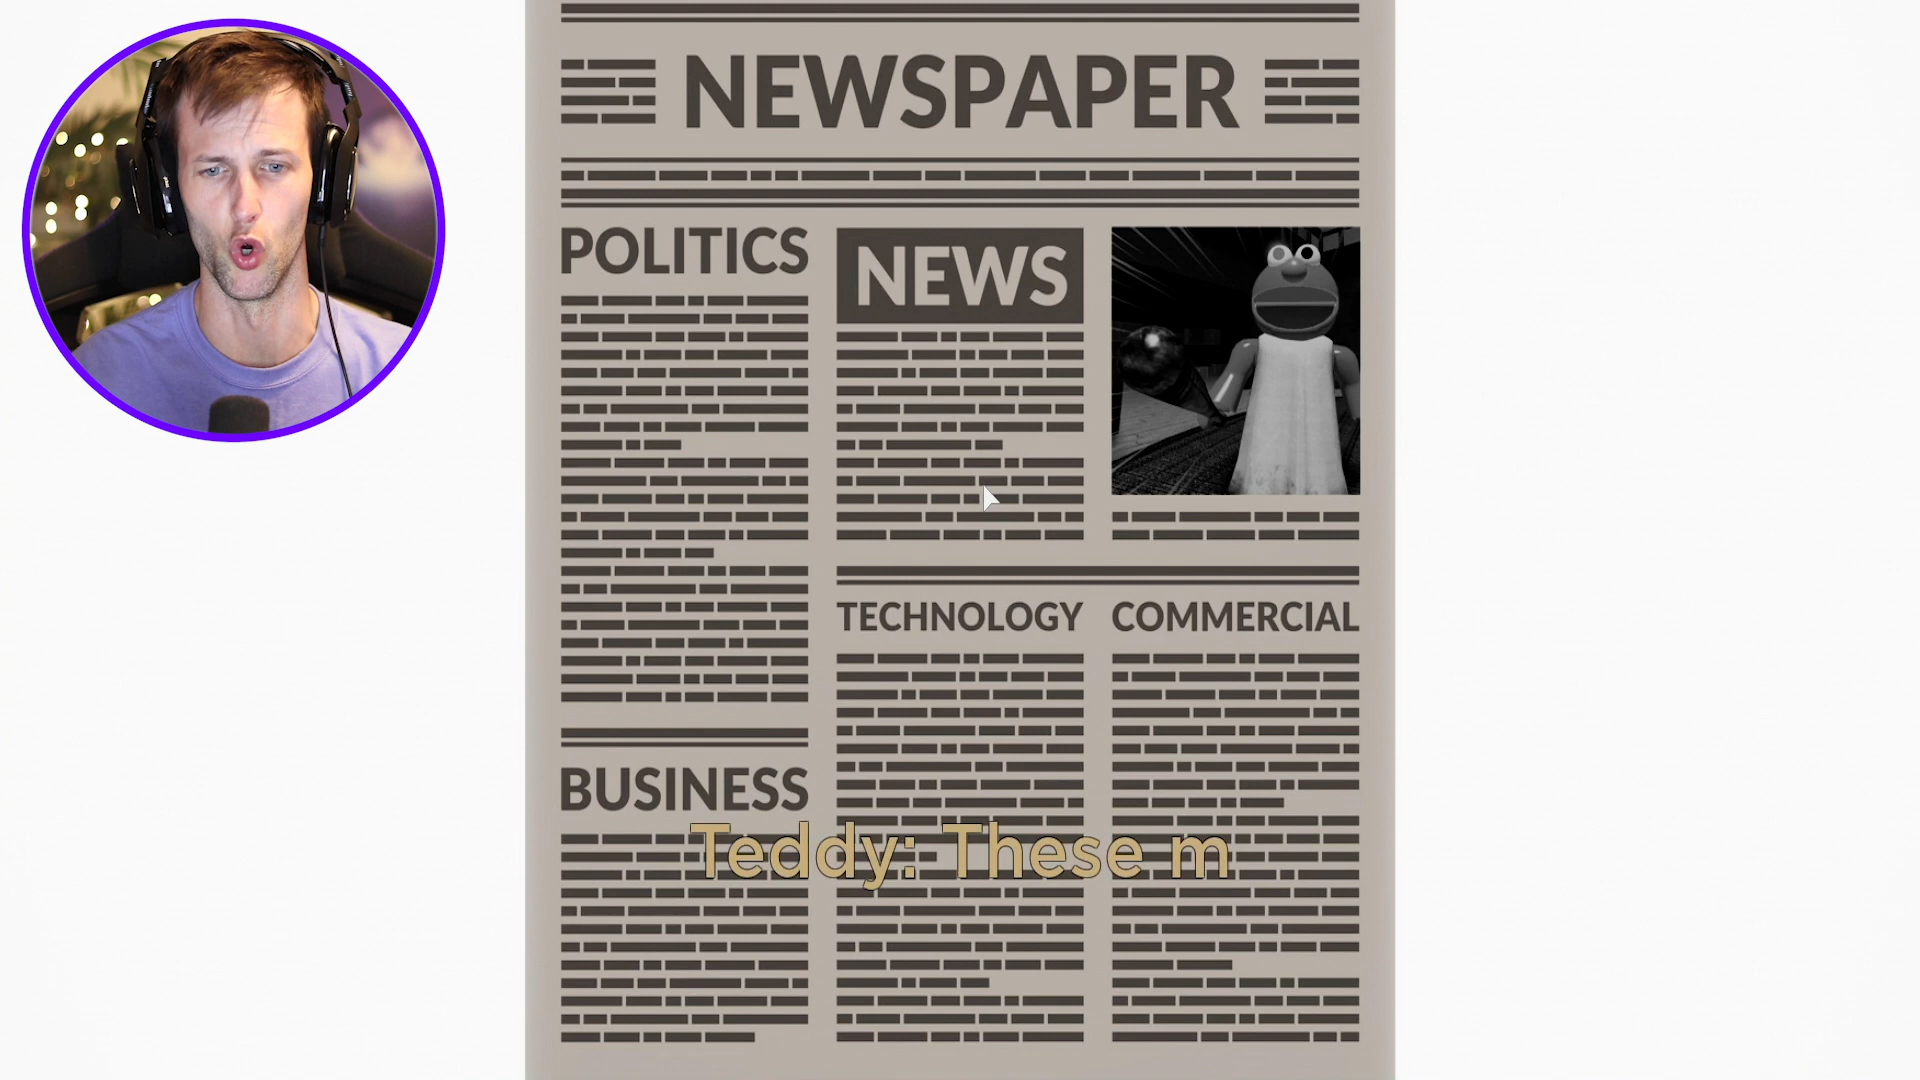 NEWSPAPER
POLITICS
NEWS
TECHNOLOGY
COMMERCIAL
BUSINESS
Teddy: These m